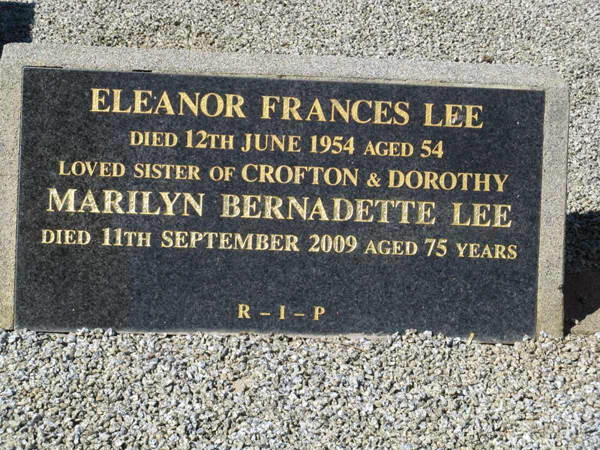 ELEANOR FRANCES LEE
DIED 12TH JUNE 1954 AGED 54
LOVED SISTER OF CROFTON & DOROTHY
MARILYN BERNADETTE LEE
DIED 11TH SEPTEMBER 2009 AGED 75 YEARS
R – I – P